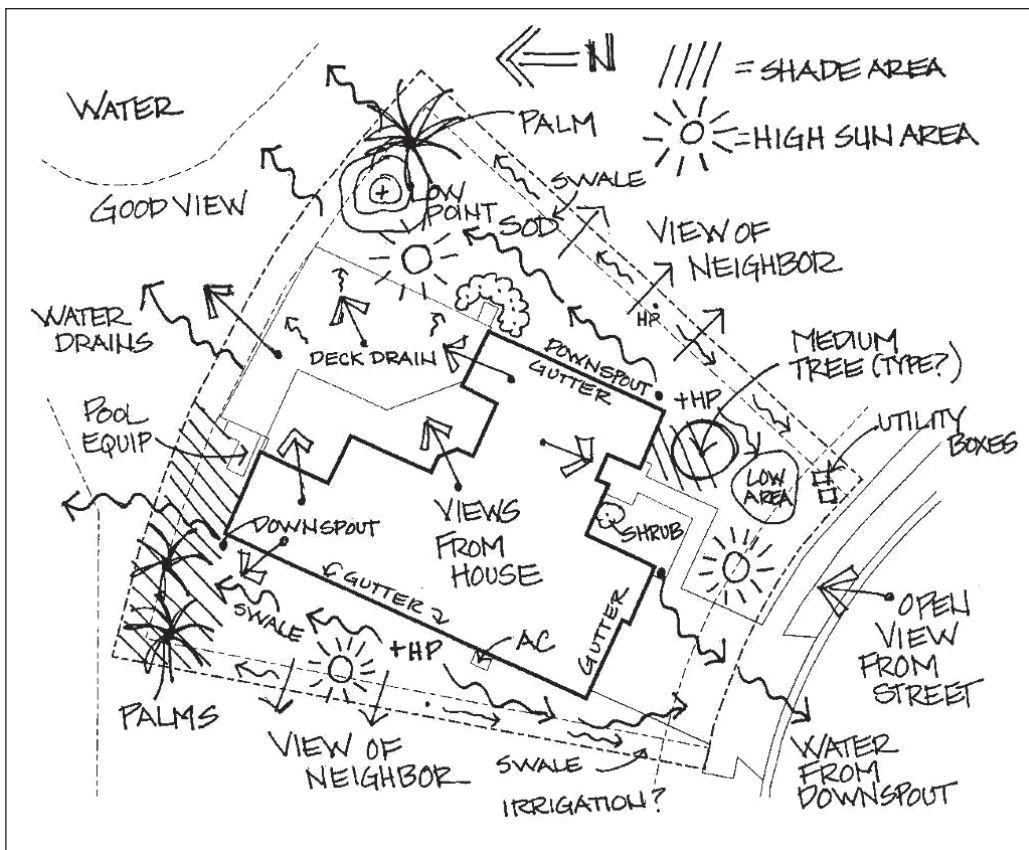 N
= SHADE AREA
= HIGH SUN AREA
WATER
PALM
GOOD VIEW
LOW
POINT
SOD
SWALE
VIEW OF
NEIGHBOR
WATER
DRAINS
DECK DRAIN
DOWNSPOUT
GUTTER
HP
+HP
MEDIUM
TREE (TYPE?)
UTILITY
BOXES
LOW
AREA
POOL
EQUIP
DOWNSPOUT
VIEWS
FROM
HOUSE
SHRUB
GUTTER
GUTTER
SWALE
+HP
AC
OPEN
VIEW
FROM
STREET
PALMS
VIEW OF
NEIGHBOR
SWALE
IRRIGATION?
WATER
FROM
DOWNSPOUT